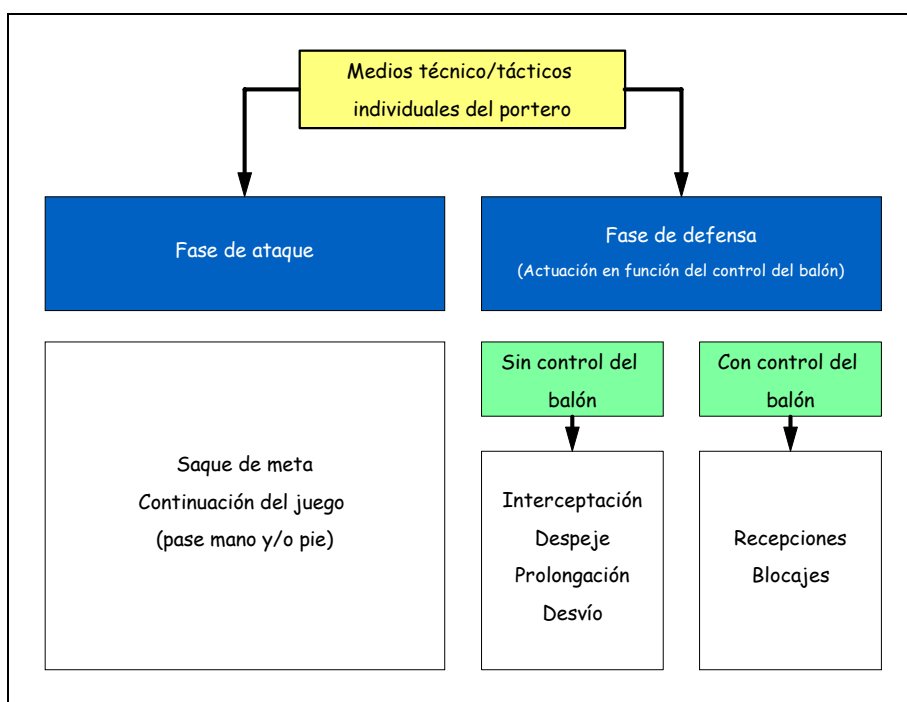 Medios técnico/tácticos
individuales del portero
Fase de ataque
Fase de defensa
(Actuación en función del control del balón)
Saque de meta
Continuación del juego
(pase mano y/o pie)
Sin control del
balón
Interceptación
Despeje
Prolongación
Desvío
Con control del
balón
Recepciones
Blocajes